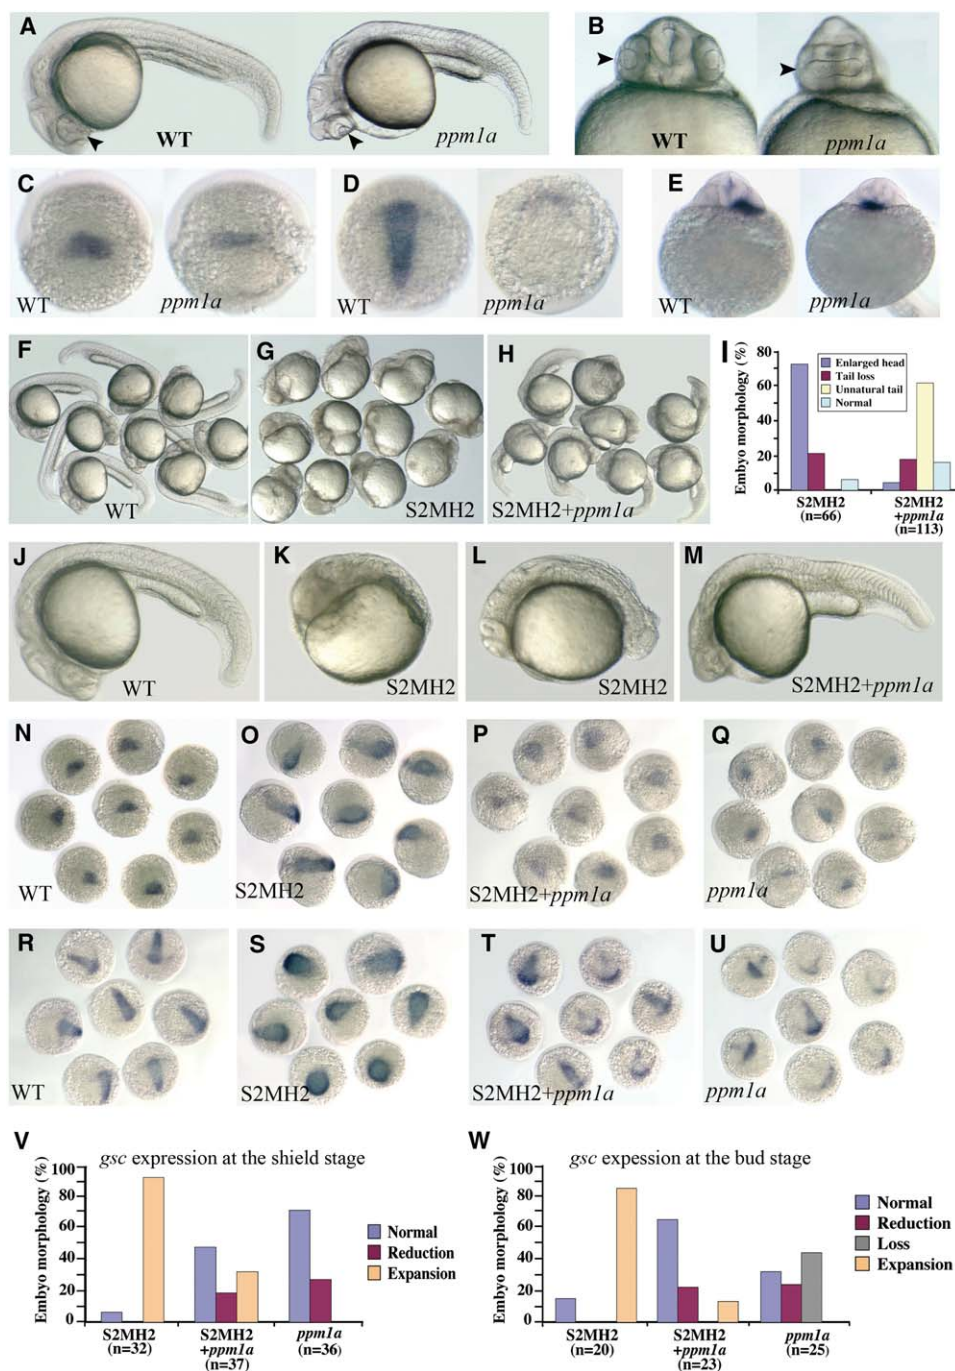 A
WT
ppm1a
B
WT
ppm1a
C
WT
ppm1a
D
WT
ppm1a
E
WT
ppm1a
F
WT
G
S2MH2
H
S2MH2+ppm1a
I
Embyo morphology (%)
80
60
40
20
0
Enlarged head
Tail loss
Unnatural tail
Normal
S2MH2
(n=66)
S2MH2
+ppm1a
(n=113)
J
WT
K
S2MH2
L
S2MH2
M
S2MH2+ppm1a
N
WT
O
S2MH2
P
S2MH2+ppm1a
Q
ppm1a
R
WT
S
S2MH2
T
S2MH2+ppm1a
U
ppm1a
V
gsc expression at the shield stage
Embyo morphology (%)
100
80
60
40
20
0
Normal
Reduction
Expansion
S2MH2
(n=32)
S2MH2
+ppm1a
(n=37)
ppm1a
(n=36)
W
gsc expession at the bud stage
Embyo morphology (%)
100
80
60
40
20
0
Normal
Reduction
Loss
Expansion
S2MH2
(n=20)
S2MH2
+ppm1a
(n=23)
ppm1a
(n=25)